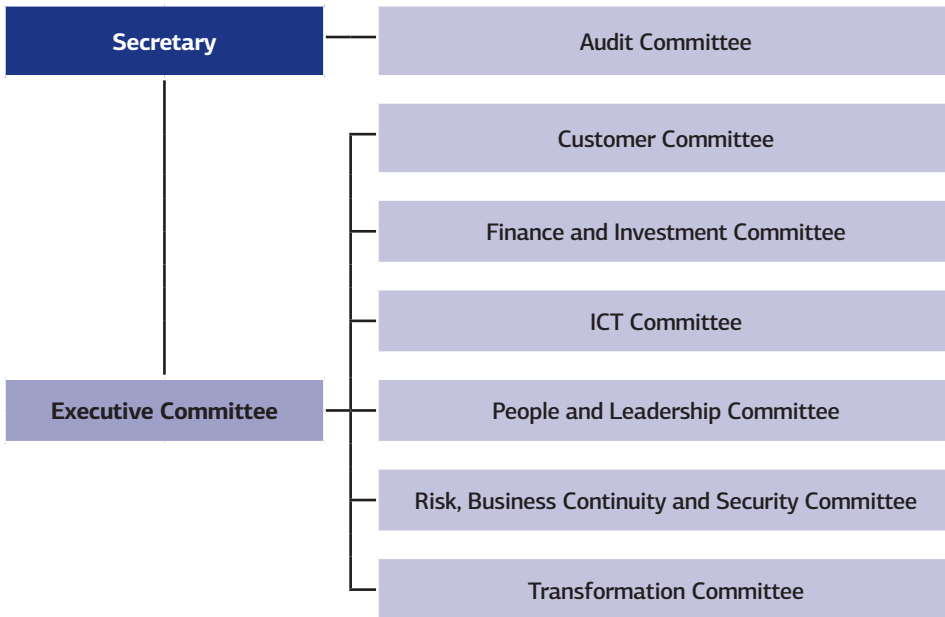 Secretary
Audit Committee
Customer Committee
Finance and Investment Committee
ICT Committee
Executive Committee
People and Leadership Committee
Risk, Business Continuity and Security Committee
Transformation Committee